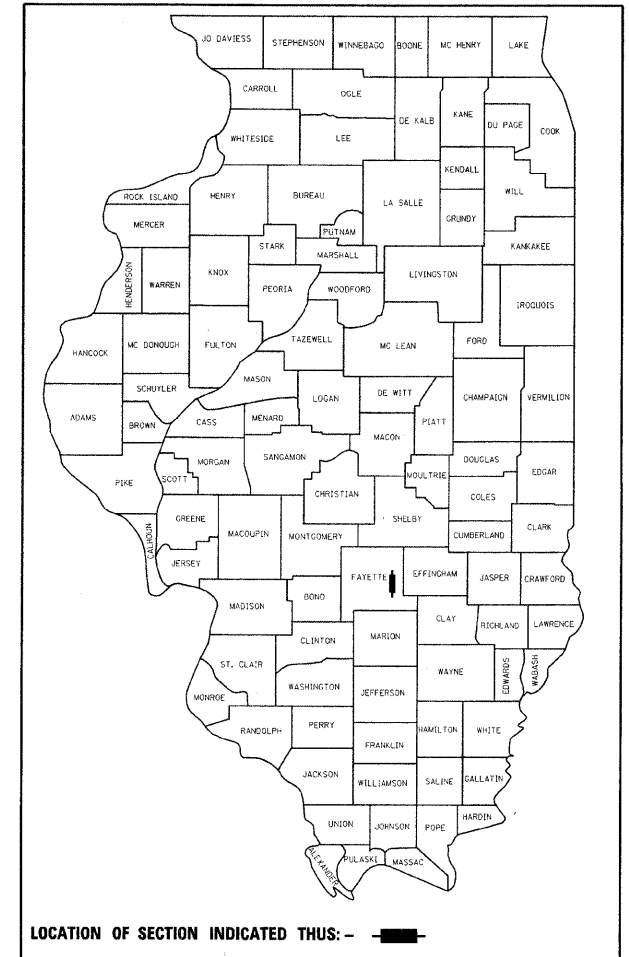 JO DAVIESS
STEPHENSON
WINNEBAGO
BOONE
MC HENRY
LAKE
CARROLL
OGLE
DE KALB
KANE
DU PAGE
COOK
WHITESIDE
LEE
KENDALL
WILL
ROCK ISLAND
HENRY
BUREAU
LA SALLE
GRUNDY
MERCER
PUTNAM
STARK
MARSHALL
KANKAKEE
HENDERSON
WARREN
KNOX
PEORIA
WOODFORD
LIVINGSTON
IROQUOIS
HANCOCK
MC DONOUGH
FULTON
TAZEWELL
MC LEAN
FORD
SCHUYLER
MASON
LOGAN
DE WITT
CHAMPAIGN
VERMILION
ADAMS
BROWN
CASS
MENARD
MACON
PIATT
PIKE
SCOTT
MORGAN
SANGAMON
CHRISTIAN
MOULTRIE
DOUGLAS
EDGAR
COLES
CALHOUN
GREENE
MACOUPIN
MONTGOMERY
SHELBY
CUMBERLAND
CLARK
JERSEY
MADISON
BOND
FAYETTE
EFFINGHAM
JASPER
CRAWFORD
CLINTON
MARION
CLAY
RICHLAND
LAWRENCE
ST. CLAIR
WASHINGTON
JEFFERSON
WAYNE
EDWARDS
WABASH
MONROE
RANDOLPH
PERRY
FRANKLIN
HAMILTON
WHITE
JACKSON
WILLIAMSON
SALINE
GALLATIN
UNION
JOHNSON
POPE
HARDIN
ALEXANDER
PULASKI
MASSAC
LOCATION OF SECTION INDICATED THUS: -